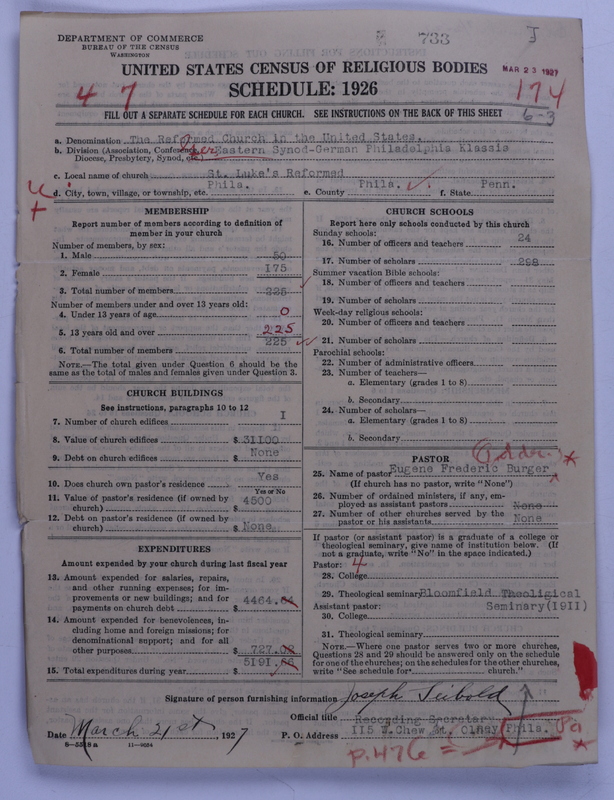 DEPARTMENT OF COMMERCE
BUREAU OF THE CENSUS
WASHINGTON
733
J
UNITED STATES CENSUS OF RELIGIOUS BODIES
MAR 23 1927
SCHEDULE: 1926
47
174
FILL OUT A SEPARATE SCHEDULE FOR EACH CHURCH. SEE INSTRUCTIONS ON THE BACK OF THIS SHEET
6-3
a. Denomination The Reformed Church in the United States.
b. Division (Association, Conference, Eastern Synod-German Philadelphia Klassis
Diocese, Presbytery, Synod, etc.)
c. Local name of church St. Luke's Reformed
d. City, town, village, or township, etc. Phila. e. County Phila. f. State Penn.
MEMBERSHIP
Report number of members according to definition of
member in your church
Number of members, by sex:
1. Male 50
2. Female 175
3. Total number of members 225
Number of members under and over 13 years old:
4. Under 13 years of age 0
5. 13 years old and over 225
6. Total number of members 225
NOTE.—The total given under Question 6 should be the
same as the total of males and females given under Question 3.
CHURCH BUILDINGS
See instructions, paragraphs 10 to 12
7. Number of church edifices I
8. Value of church edifices $ 31100
9. Debt on church edifices $ None
10. Does church own pastor's residence Yes
Yes or No
11. Value of pastor's residence (if owned by
church) $ 4500
12. Debt on pastor's residence (if owned by
church) $ None
EXPENDITURES
Amount expended by your church during last fiscal year
13. Amount expended for salaries, repairs,
and other running expenses; for im-
provements or new buildings; and for
payments on church debt $ 4464.
14. Amount expended for benevolences, in-
cluding home and foreign missions; for
denominational support; and for all
other purposes $ 727.
15. Total expenditures during year $ 5191.
CHURCH SCHOOLS
Report here only schools conducted by this church
Sunday schools:
16. Number of officers and teachers 24
17. Number of scholars 298
Summer vacation Bible schools:
18. Number of officers and teachers
19. Number of scholars
Week-day religious schools:
20. Number of officers and teachers
21. Number of scholars
Parochial schools:
22. Number of administrative officers
23. Number of teachers—
a. Elementary (grades 1 to 8)
b. Secondary
24. Number of scholars—
a. Elementary (grades 1 to 8)
b. Secondary
PASTOR
25. Name of pastor Eugene Frederic Burger
(If church has no pastor, write "None")
26. Number of ordained ministers, if any, em-
ployed as assistant pastors None
27. Number of other churches served by the
pastor or his assistants None
If pastor (or assistant pastor) is a graduate of a college or
theological seminary, give name of institution below. (If
not a graduate, write "No" in the space indicated.)
Pastor: 4
28. College
29. Theological seminary Bloomfield Theoligical
Assistant pastor: Seminary(1911)
30. College
31. Theological seminary
NOTE.—Where one pastor serves two or more churches,
Questions 28 and 29 should be answered only on the schedule
for one of the churches; on the schedules for the other churches,
write "See schedule for church."
Signature of person furnishing information Joseph Seibold
Official title Recording Secretary
Date March 21st, 1927 P. O. Address 115 W. Chew St. Olney Phila. Pa
8-5518a 11-9034
p. 476 =